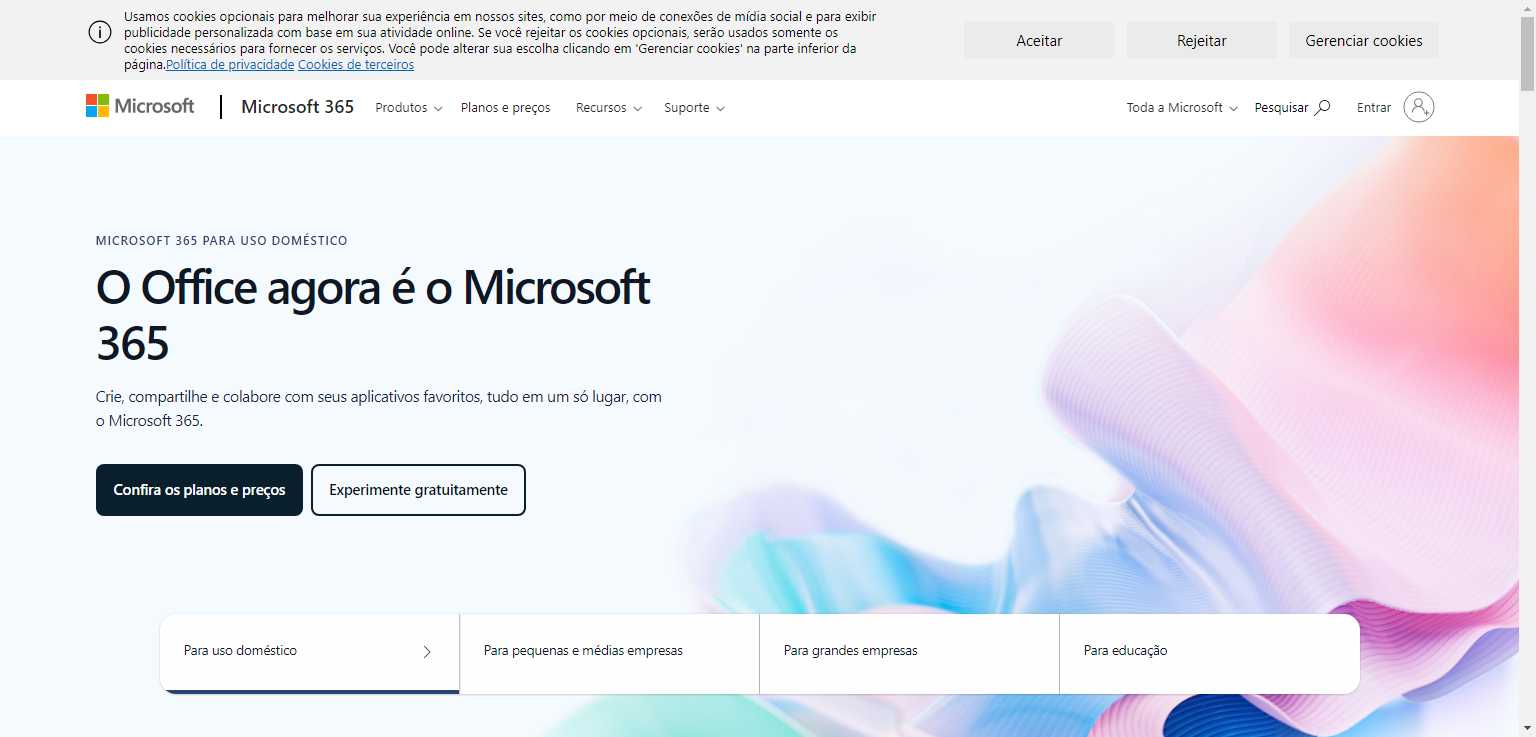 Usamos cookies opcionais para melhorar sua experiência em nossos sites, como por meio de conexões de mídia social e para exibir
publicidade personalizada com base em sua atividade online. Se você rejeitar os cookies opcionais, serão usados somente os
cookies necessários para fornecer os serviços. Você pode alterar sua escolha clicando em 'Gerenciar cookies' na parte inferior da
página.Política de privacidade Cookies de terceiros
Aceitar
Rejeitar
Gerenciar cookies
Microsoft
Microsoft 365
Produtos
Planos e preços
Recursos
Suporte
Toda a Microsoft
Pesquisar
Entrar
MICROSOFT 365 PARA USO DOMÉSTICO
O Office agora é o Microsoft
365
Crie, compartilhe e colabore com seus aplicativos favoritos, tudo em um só lugar, com
o Microsoft 365.
Confira os planos e preços
Experimente gratuitamente
Para uso doméstico
Para pequenas e médias empresas
Para grandes empresas
Para educação